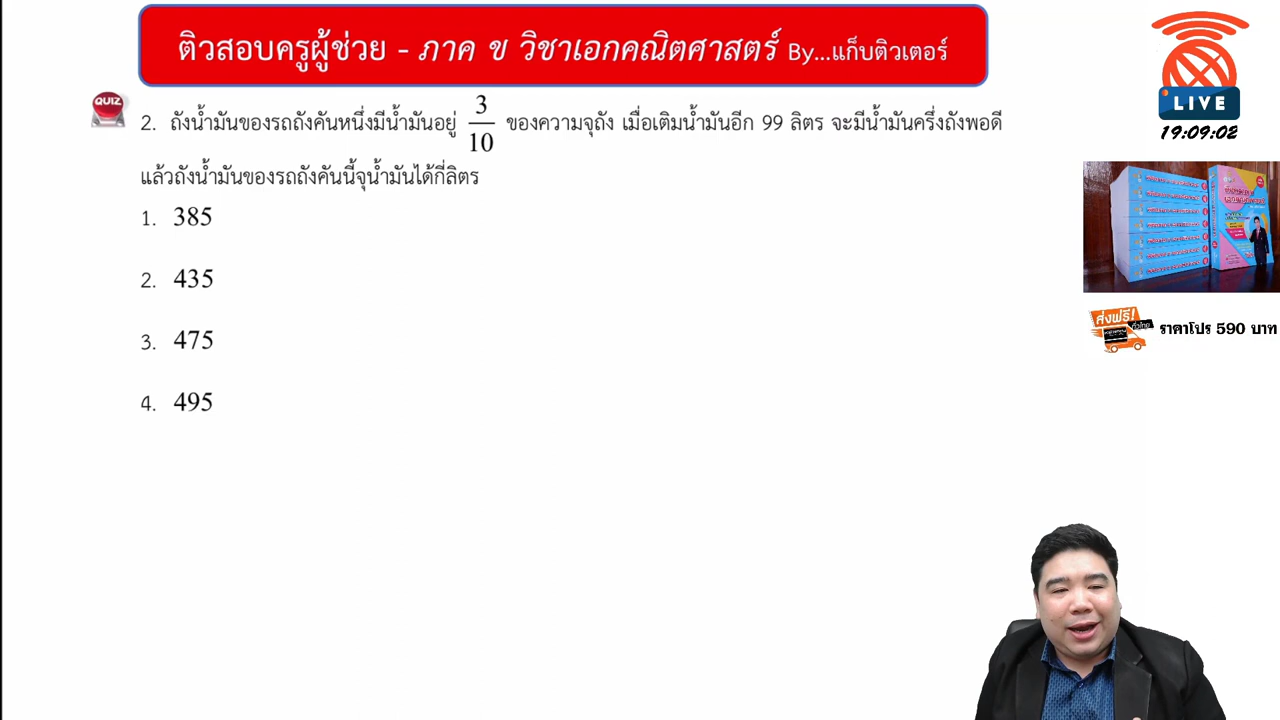 ติวสอบครูผู้ช่วย - ภาค ข วิชาเอกคณิตศาสตร์ By...แก็บติวเตอร์
QUIZ
2. ถังน้ำมันของรถถังคันหนึ่งมีน้ำมันอยู่ 3/10 ของความจุถัง เมื่อเติมน้ำมันอีก 99 ลิตร จะมีน้ำมันครึ่งถังพอดี
แล้วถังน้ำมันของรถถังคันนี้จุน้ำมันได้กี่ลิตร
1. 385
2. 435
3. 475
4. 495
LIVE
19:09:02
ส่งฟรี!
ทั่วไทย
ราคาโปร 590 บาท